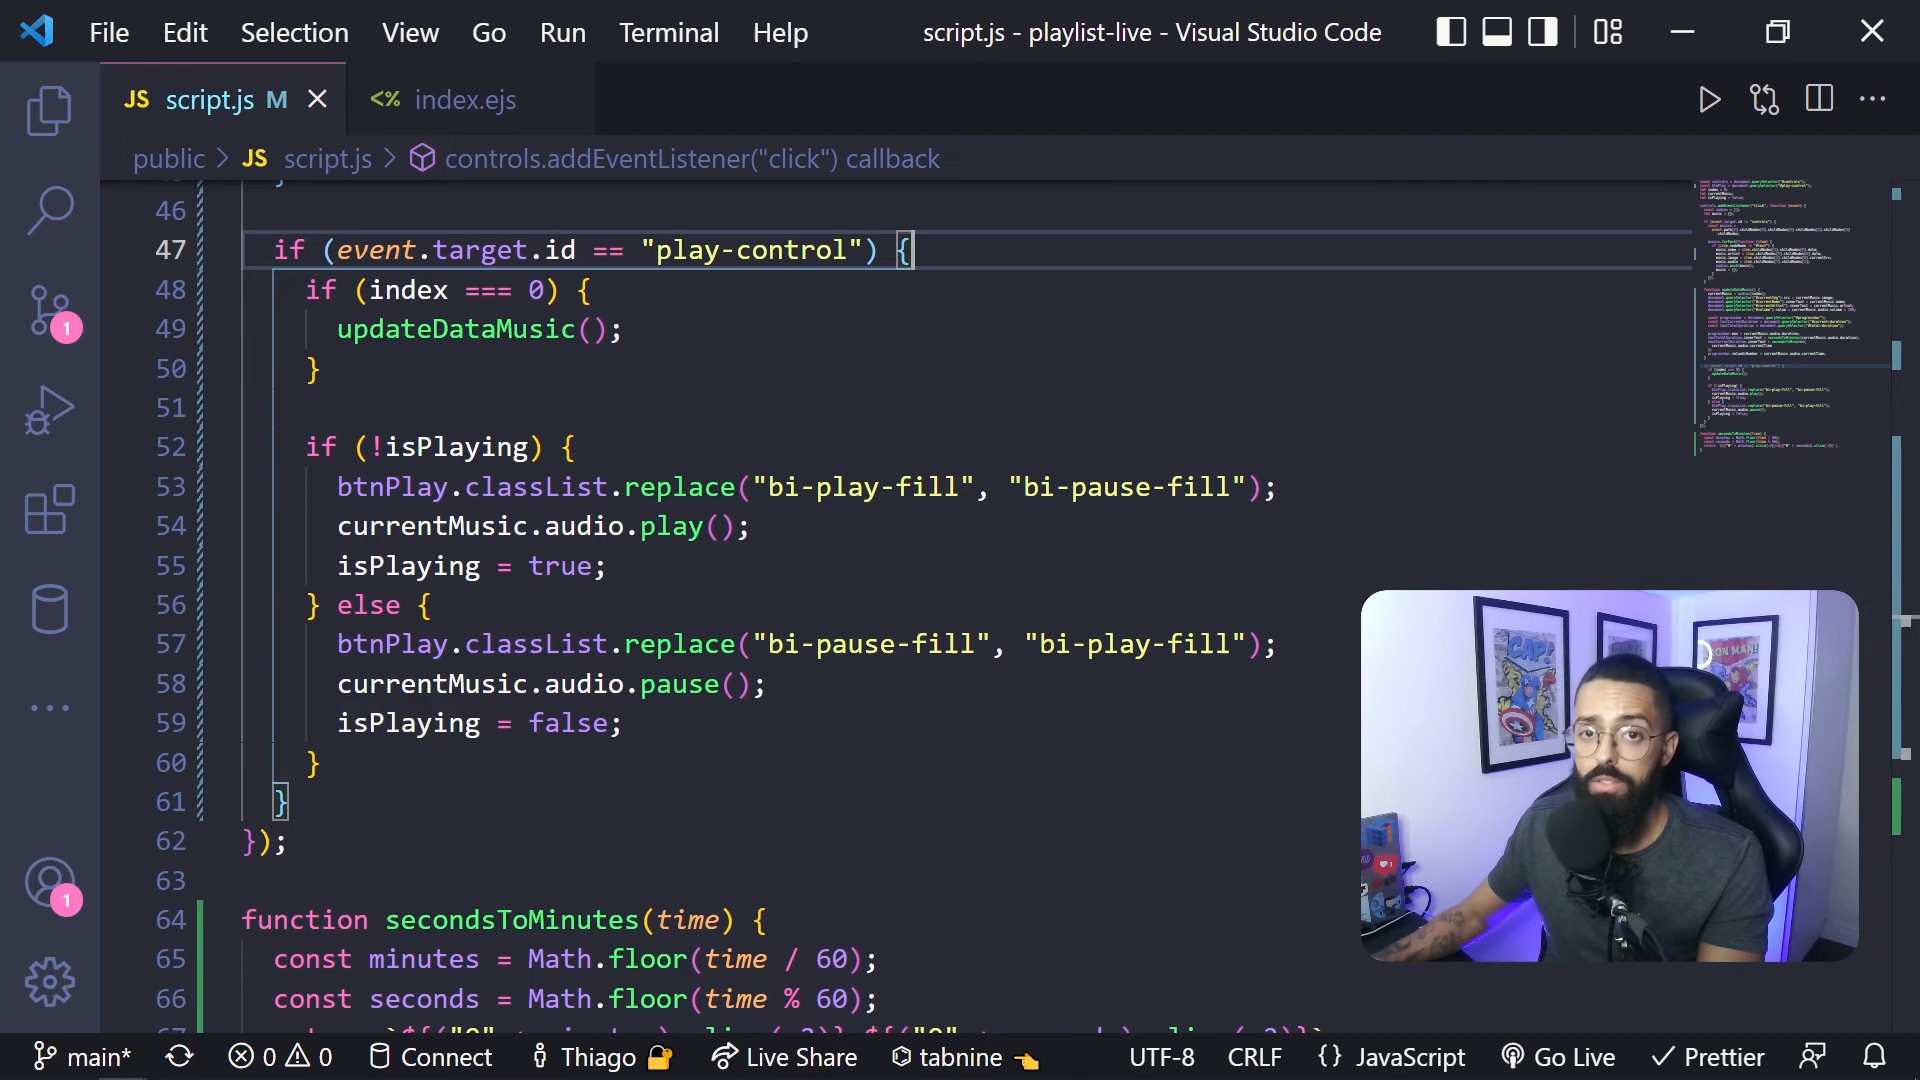 File Edit Selection View Go Run Terminal Help script.js - playlist-live - Visual Studio Code
JS script.js M <% index.ejs
public > JS script.js > controls.addEventListener("click") callback
46
47 if (event.target.id == "play-control") {
48 if (index === 0) {
49 updateDataMusic();
50 }
51
52 if (!isPlaying) {
53 btnPlay.classList.replace("bi-play-fill", "bi-pause-fill");
54 currentMusic.audio.play();
55 isPlaying = true;
56 } else {
57 btnPlay.classList.replace("bi-pause-fill", "bi-play-fill");
58 currentMusic.audio.pause();
59 isPlaying = false;
60 }
61 }
62 });
63
64 function secondsToMinutes(time) {
65 const minutes = Math.floor(time / 60);
66 const seconds = Math.floor(time % 60);
1
1
CAP!
IRON MAN!
main* 0 0 Connect Thiago Live Share tabnine UTF-8 CRLF {} JavaScript Go Live Prettier